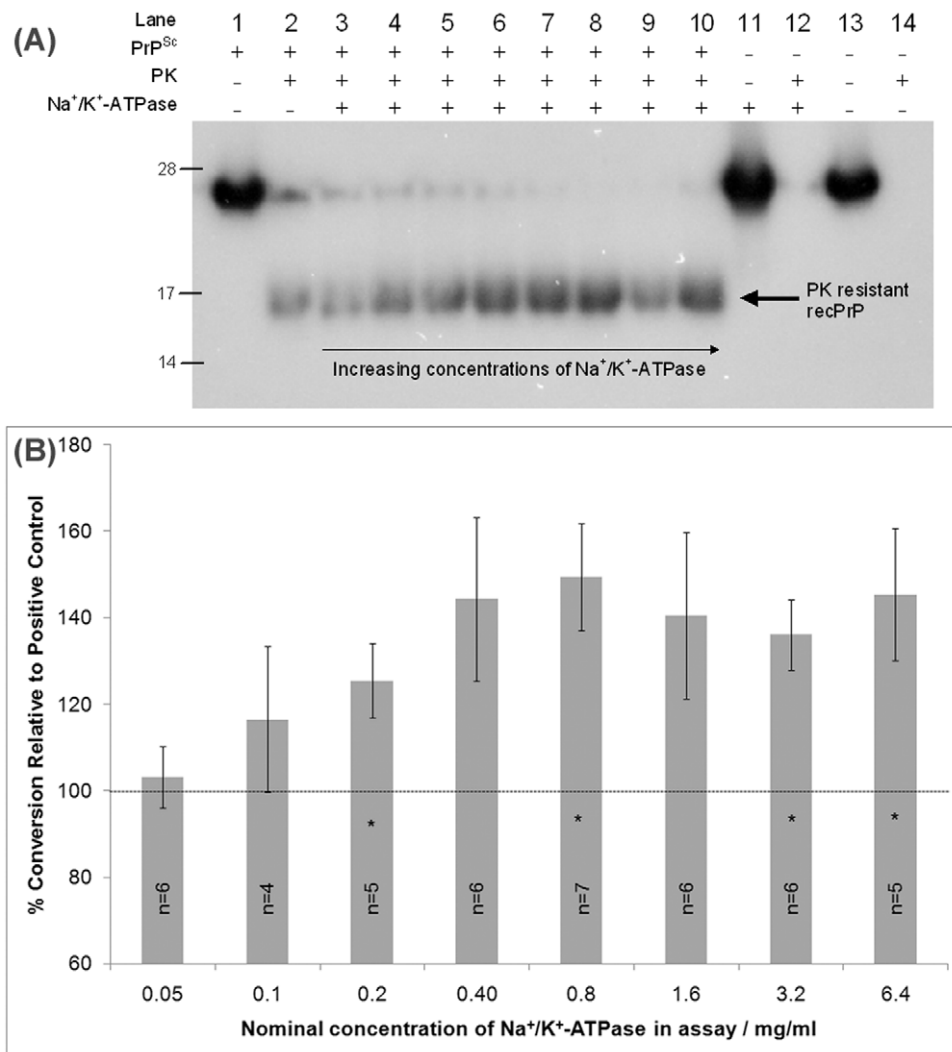 (A)
Lane 1 2 3 4 5 6 7 8 9 10 11 12 13 14
PrP^Sc + + + + + + + + + + - - - -
PK - + + + + + + + + + - + - +
Na⁺/K⁺-ATPase - - + + + + + + + + + + - -
28
17
14
PK resistant
recPrP
Increasing concentrations of Na⁺/K⁺-ATPase
(B)
% Conversion Relative to Positive Control
180
160
140
120
100
80
60
* * * *
n=6 n=4 n=5 n=6 n=7 n=6 n=6 n=5
0.05 0.1 0.2 0.40 0.8 1.6 3.2 6.4
Nominal concentration of Na⁺/K⁺-ATPase in assay / mg/ml